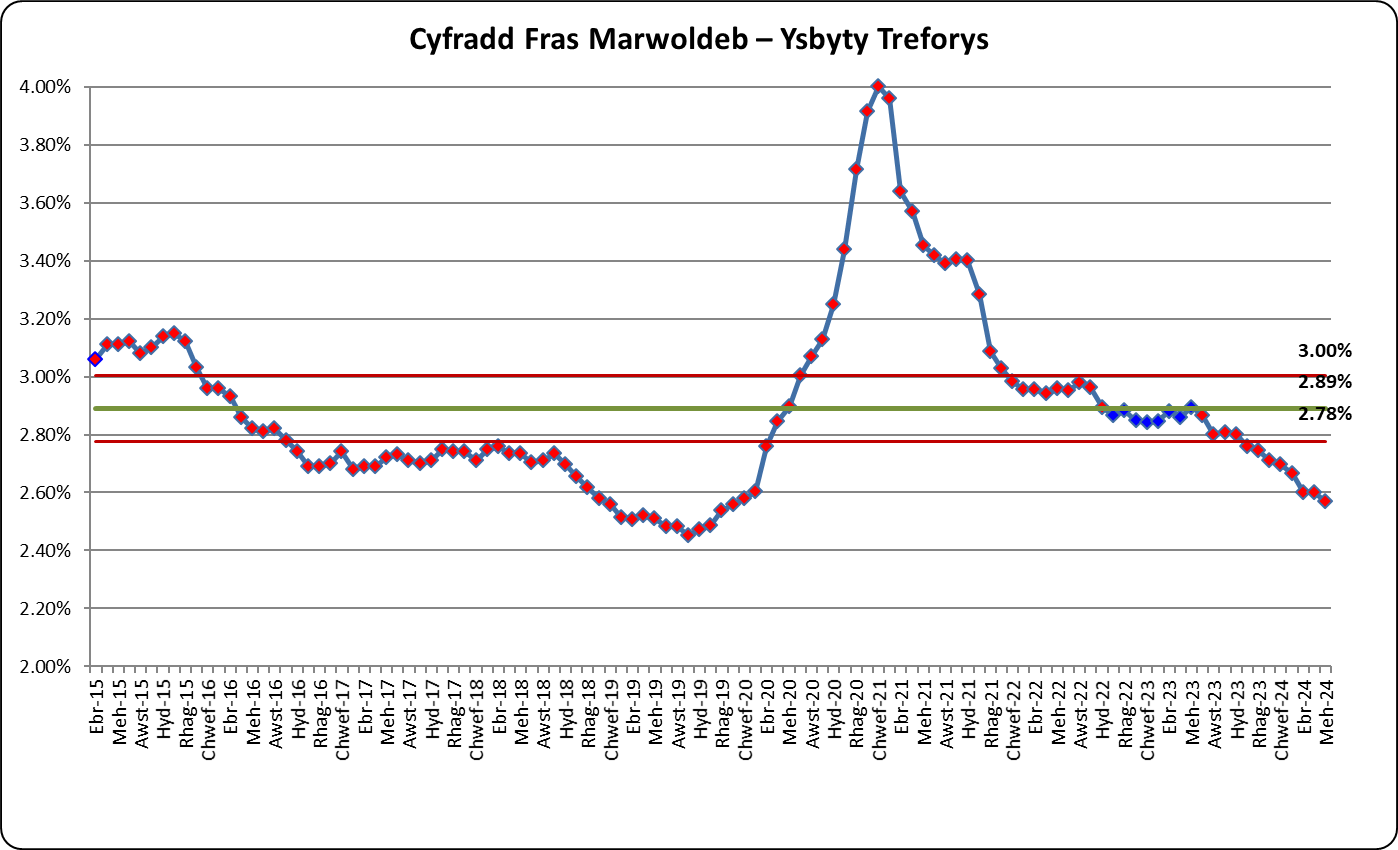 Cyfradd Fras Marwoldeb – Ysbyty Treforys
4.00%
3.80%
3.60%
3.40%
3.20%
3.00%
2.80%
2.60%
2.40%
2.20%
2.00%
3.00%
2.89%
2.78%
Ebr-15
Meh-15
Awst-15
Hyd-15
Rhag-15
Chwef-16
Ebr-16
Meh-16
Awst-16
Hyd-16
Rhag-16
Chwef-17
Ebr-17
Meh-17
Awst-17
Hyd-17
Rhag-17
Chwef-18
Ebr-18
Meh-18
Awst-18
Hyd-18
Rhag-18
Chwef-19
Ebr-19
Meh-19
Awst-19
Rhag-19
Chwef-20
Ebr-20
Meh-20
Awst-20
Hyd-20
Rhag-20
Chwef-21
Ebr-21
Meh-21
Awst-21
Hyd-21
Rhag-21
Chwef-22
Ebr-22
Meh-22
Awst-22
Hyd-22
Rhag-22
Chwef-23
Ebr-23
Meh-23
Awst-23
Hyd-23
Rhag-23
Chwef-24
Ebr-24
Meh-24